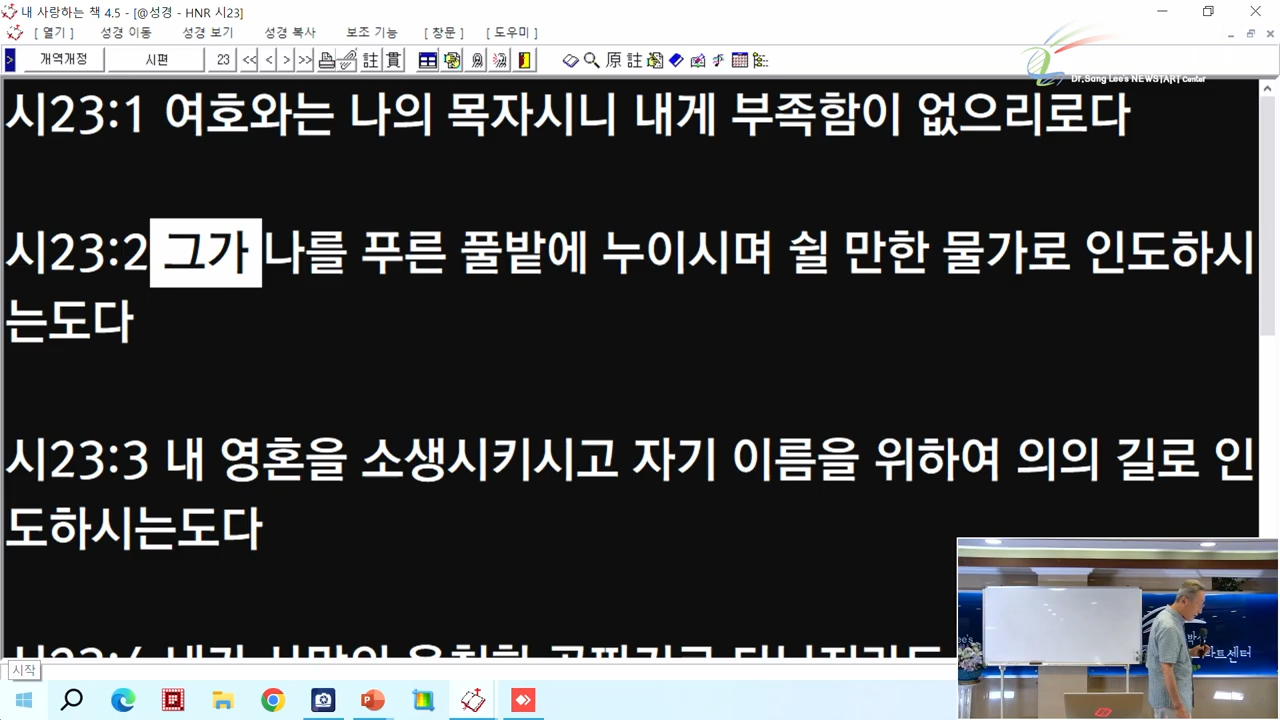 내 사랑하는 책 4.5 - [@성경 - HNR 시23]
[ 열기 ] 성경 이동 성경 보기 성경 복사 보조 기능 [ 창문 ] [ 도우미 ]
개역개정 시편 23 << < > >> 註 貫 原 註
Dr.Sang Lee's NEWSTART Center
시23:1 여호와는 나의 목자시니 내게 부족함이 없으리로다
시23:2 그가 나를 푸른 풀밭에 누이시며 쉴 만한 물가로 인도하시
는도다
시23:3 내 영혼을 소생시키시고 자기 이름을 위하여 의의 길로 인
도하시는도다
시작